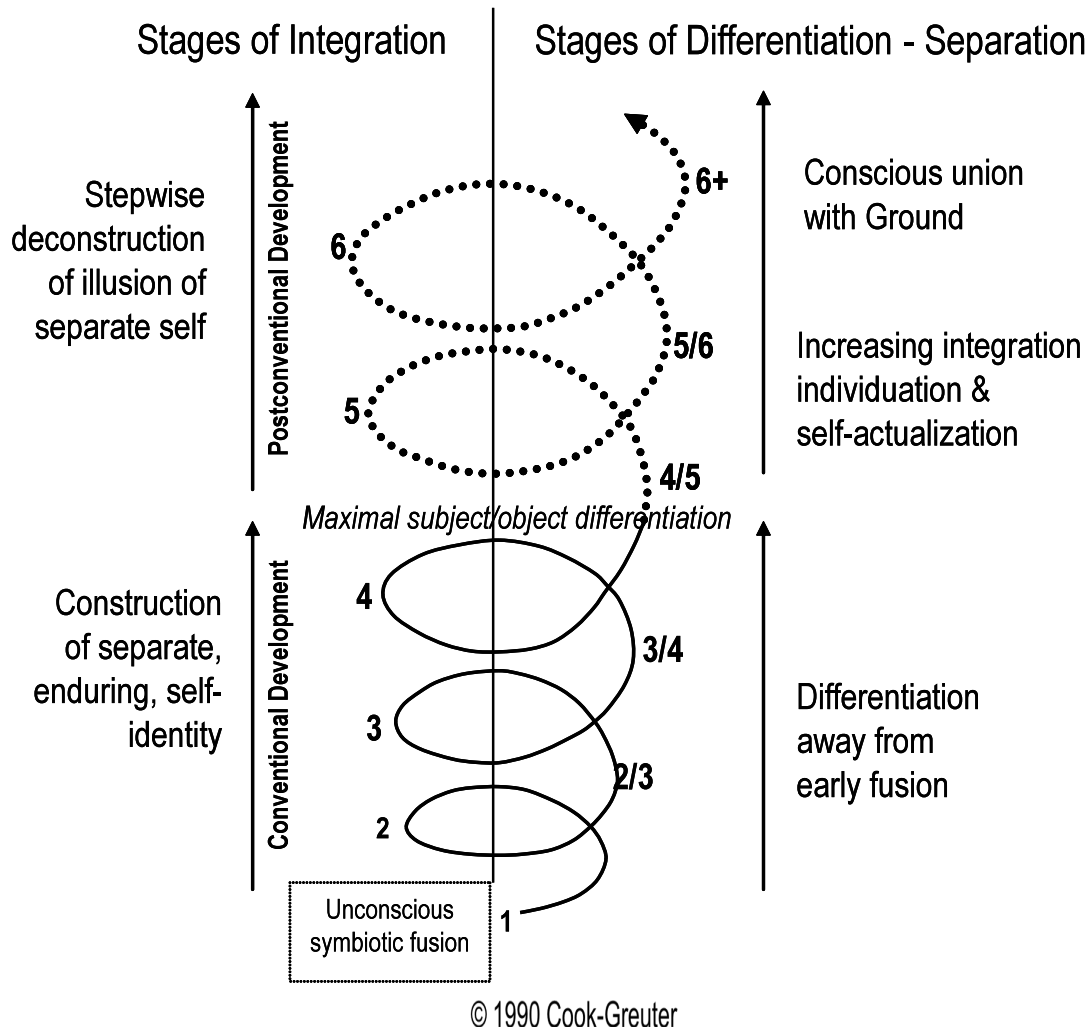 Stages of Integration
Stages of Differentiation - Separation
Stepwise
deconstruction
of illusion of
separate self
Postconventional Development
6
6+
Conscious union
with Ground
5
5/6
Increasing integration
individuation &
self-actualization
4/5
Maximal subject/object differentiation
Construction
of separate,
enduring, self-
identity
Conventional Development
4
3/4
3
2/3
2
Differentiation
away from
early fusion
Unconscious
symbiotic fusion
1
© 1990 Cook-Greuter